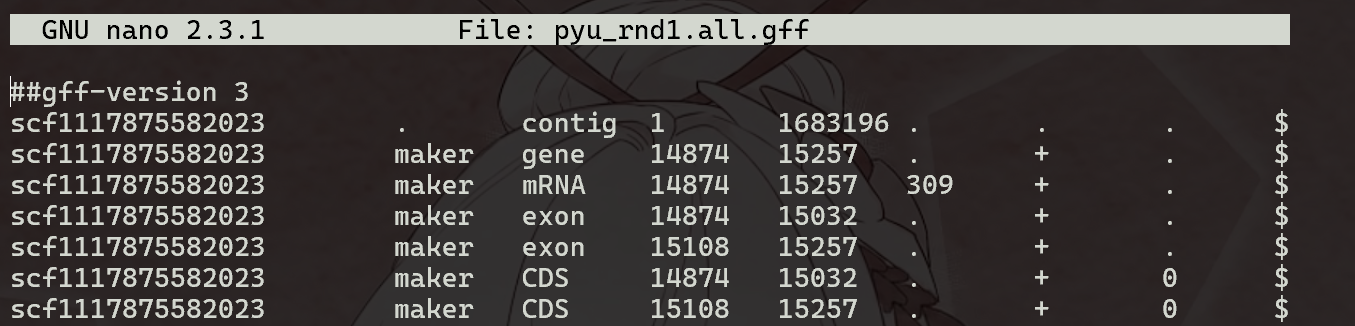 GNU nano 2.3.1 File: pyu_rnd1.all.gff
##gff-version 3
scf1117875582023 . contig 1 1683196 . . . $
scf1117875582023 maker gene 14874 15257 . + . $
scf1117875582023 maker mRNA 14874 15257 309 + . $
scf1117875582023 maker exon 14874 15032 . + . $
scf1117875582023 maker exon 15108 15257 . + . $
scf1117875582023 maker CDS 14874 15032 . + 0 $
scf1117875582023 maker CDS 15108 15257 . + 0 $